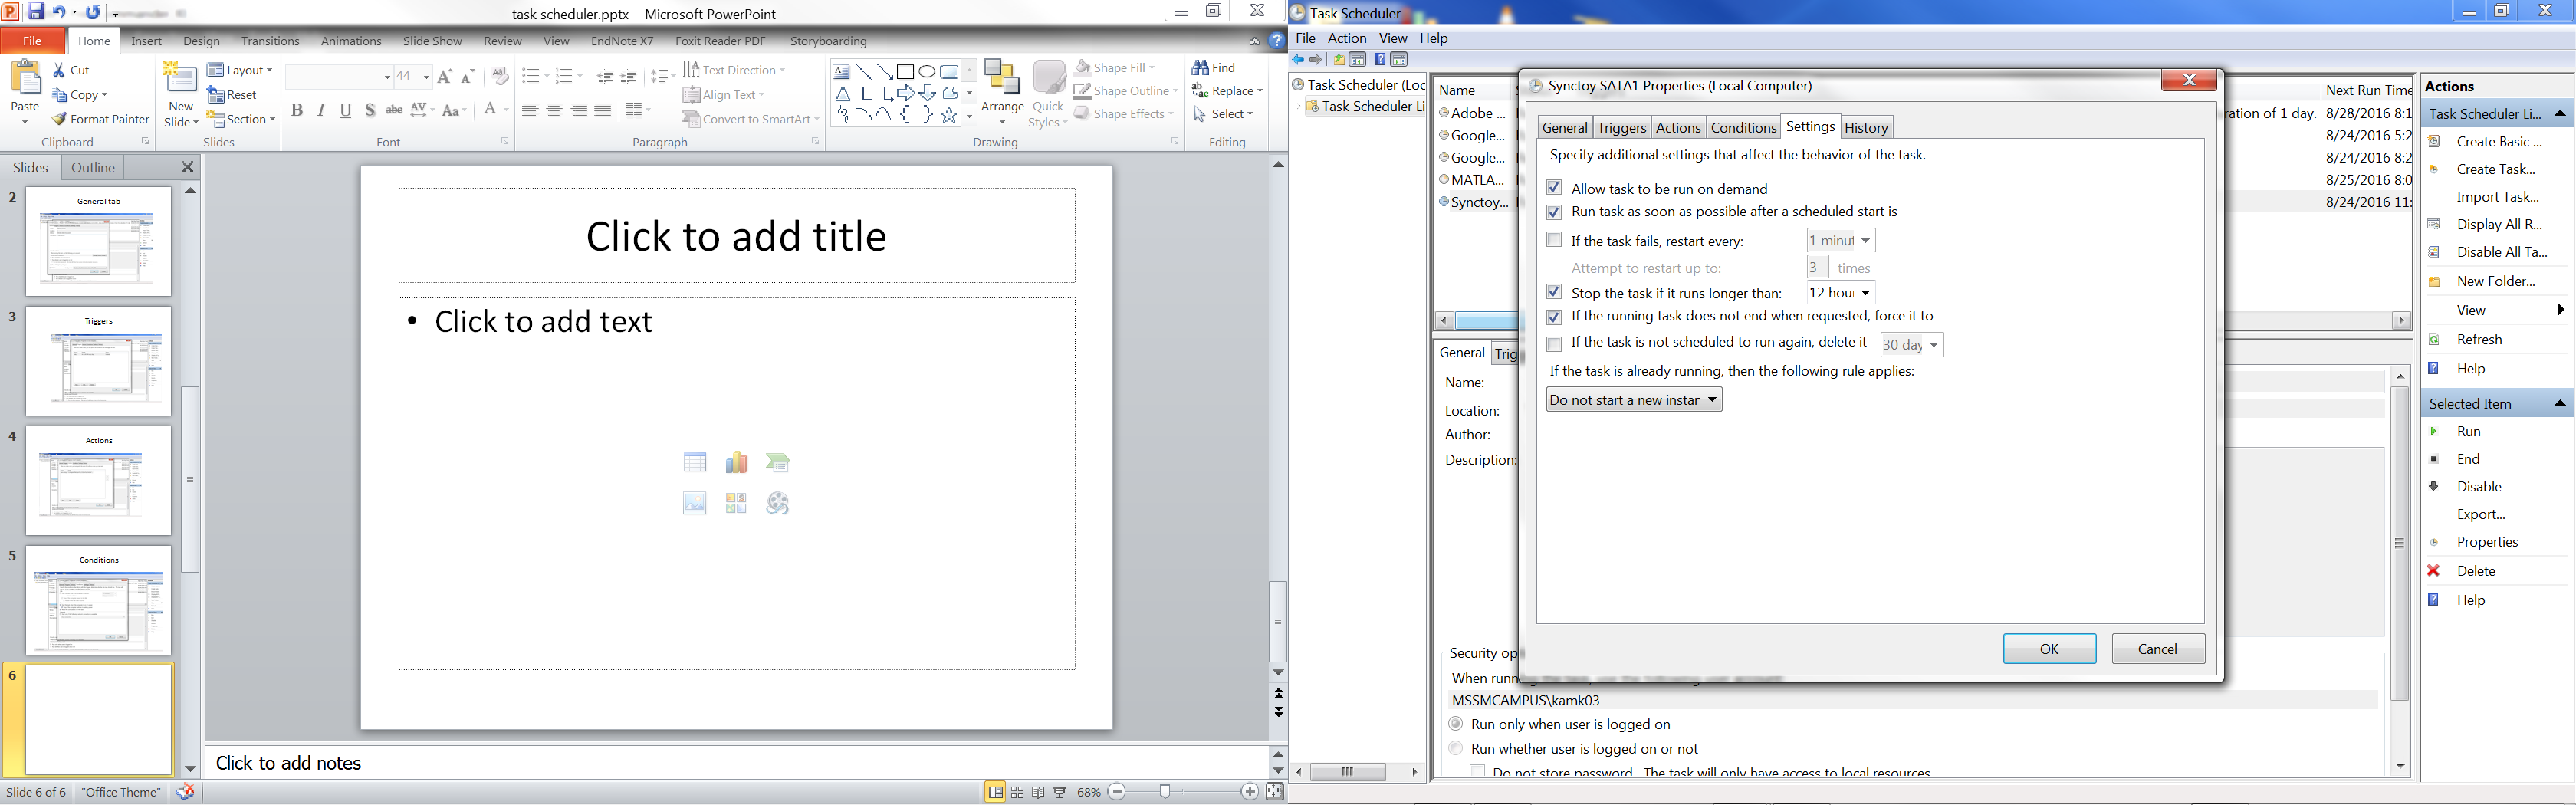 task scheduler.pptx - Microsoft PowerPoint
File Home Insert Design Transitions Animations Slide Show Review View EndNote X7 Foxit Reader PDF Storyboarding
Paste
Cut
Copy
Format Painter
Clipboard
New Slide
Layout
Reset
Section
Slides
44
Font
Text Direction
Align Text
Convert to SmartArt
Paragraph
Arrange
Quick Styles
Shape Fill
Shape Outline
Shape Effects
Drawing
Find
Replace
Select
Editing
Slides Outline
2
General tab
3
Triggers
4
Actions
5
Conditions
6
Click to add title
• Click to add text
Click to add notes
Slide 6 of 6 "Office Theme" 68%
Task Scheduler
File Action View Help
Task Scheduler (Loc
Task Scheduler Li
Name Next Run Time
Adobe ... ration of 1 day. 8/28/2016 8:1
Google... 8/24/2016 5:2
Google... 8/24/2016 8:2
MATLA... 8/25/2016 8:0
Synctoy... 8/24/2016 11:
General Trig
Name:
Location:
Author:
Description:
Security op
When running the task, use the following user account:
MSSMCAMPUS\kamk03
Run only when user is logged on
Run whether user is logged on or not
Do not store password. The task will only have access to local resources
Synctoy SATA1 Properties (Local Computer)
General Triggers Actions Conditions Settings History
Specify additional settings that affect the behavior of the task.
Allow task to be run on demand
Run task as soon as possible after a scheduled start is
If the task fails, restart every: 1 minut
Attempt to restart up to: 3 times
Stop the task if it runs longer than: 12 hou
If the running task does not end when requested, force it to
If the task is not scheduled to run again, delete it 30 day
If the task is already running, then the following rule applies:
Do not start a new instan
OK Cancel
Actions
Task Scheduler Li...
Create Basic ...
Create Task...
Import Task...
Display All R...
Disable All Ta...
New Folder...
View
Refresh
Help
Selected Item
Run
End
Disable
Export...
Properties
Delete
Help